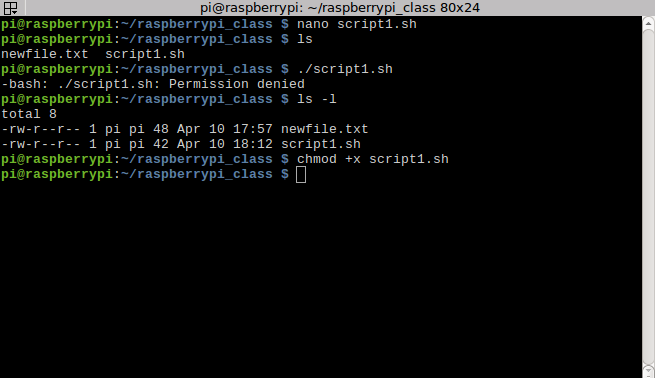 pi@raspberrypi: ~/raspberrypi_class 80x24
pi@raspberrypi:~/raspberrypi_class $ nano script1.sh
pi@raspberrypi:~/raspberrypi_class $ ls
newfile.txt  script1.sh
pi@raspberrypi:~/raspberrypi_class $ ./script1.sh
-bash: ./script1.sh: Permission denied
pi@raspberrypi:~/raspberrypi_class $ ls -l
total 8
-rw-r--r-- 1 pi pi 48 Apr 10 17:57 newfile.txt
-rw-r--r-- 1 pi pi 42 Apr 10 18:12 script1.sh
pi@raspberrypi:~/raspberrypi_class $ chmod +x script1.sh
pi@raspberrypi:~/raspberrypi_class $